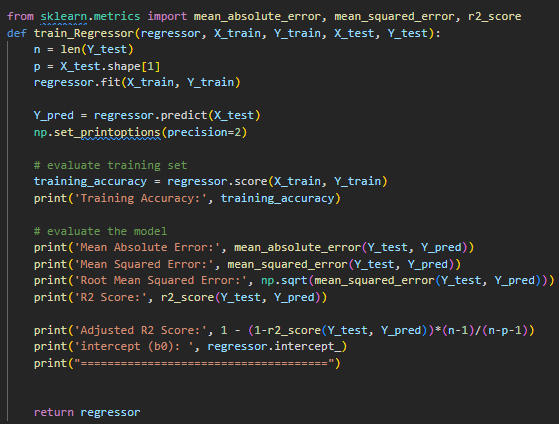 from sklearn.metrics import mean_absolute_error, mean_squared_error, r2_score
def train_Regressor(regressor, X_train, Y_train, X_test, Y_test):
    n = len(Y_test)
    p = X_test.shape[1]
    regressor.fit(X_train, Y_train)

    Y_pred = regressor.predict(X_test)
    np.set_printoptions(precision=2)

    # evaluate training set
    training_accuracy = regressor.score(X_train, Y_train)
    print('Training Accuracy:', training_accuracy)

    # evaluate the model
    print('Mean Absolute Error:', mean_absolute_error(Y_test, Y_pred))
    print('Mean Squared Error:', mean_squared_error(Y_test, Y_pred))
    print('Root Mean Squared Error:', np.sqrt(mean_squared_error(Y_test, Y_pred)))
    print('R2 Score:', r2_score(Y_test, Y_pred))

    print('Adjusted R2 Score:', 1 - (1-r2_score(Y_test, Y_pred))*(n-1)/(n-p-1))
    print('intercept (b0): ', regressor.intercept_)
    print("=====================================")

    return regressor